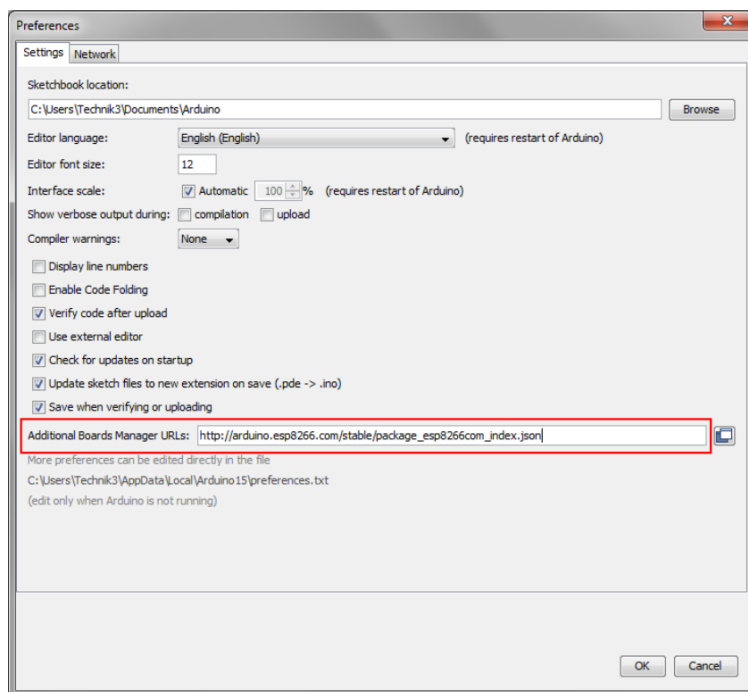 Preferences
Settings Network
Sketchbook location:
C:\Users\Technik3\Documents\Arduino Browse
Editor language: English (English) (requires restart of Arduino)
Editor font size: 12
Interface scale: Automatic 100 % (requires restart of Arduino)
Show verbose output during: compilation upload
Compiler warnings: None
Display line numbers
Enable Code Folding
Verify code after upload
Use external editor
Check for updates on startup
Update sketch files to new extension on save (.pde -> .ino)
Save when verifying or uploading
Additional Boards Manager URLs: http://arduino.esp8266.com/stable/package_esp8266com_index.json
More preferences can be edited directly in the file
C:\Users\Technik3\AppData\Local\Arduino15\preferences.txt
(edit only when Arduino is not running)
OK Cancel